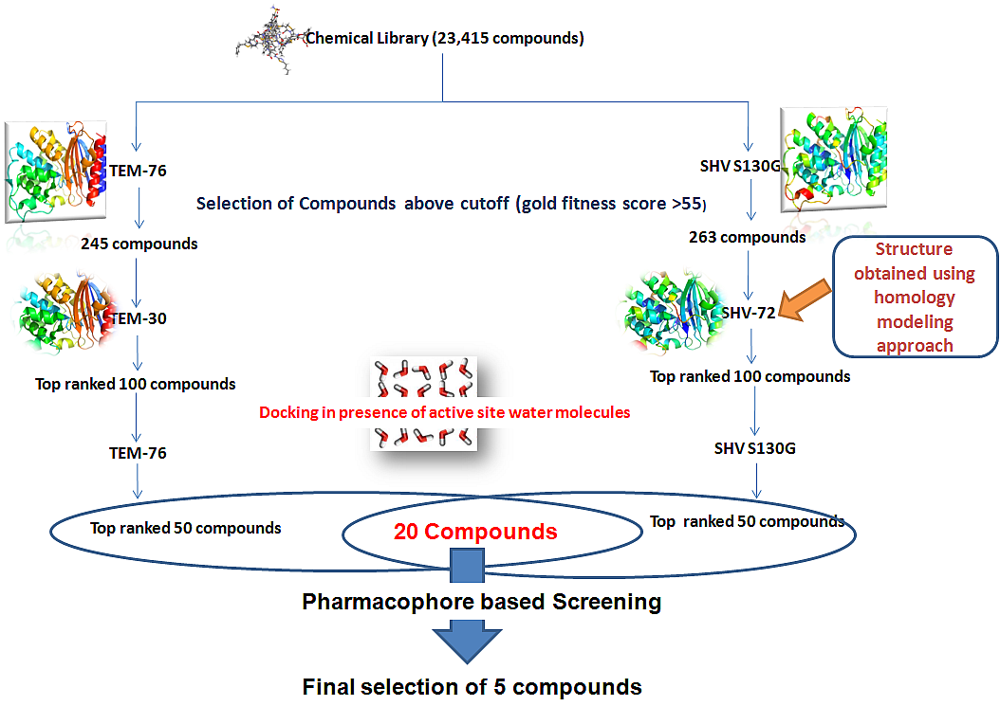 Chemical Library (23,415 compounds)
TEM-76
SHV S130G
Selection of Compounds above cutoff (gold fitness score >55)
245 compounds
263 compounds
Structure
obtained using
homology
modeling
approach
TEM-30
SHV-72
Top ranked 100 compounds
Top ranked 100 compounds
Docking in presence of active site water molecules
TEM-76
SHV S130G
Top ranked 50 compounds
20 Compounds
Top ranked 50 compounds
Pharmacophore based Screening
Final selection of 5 compounds